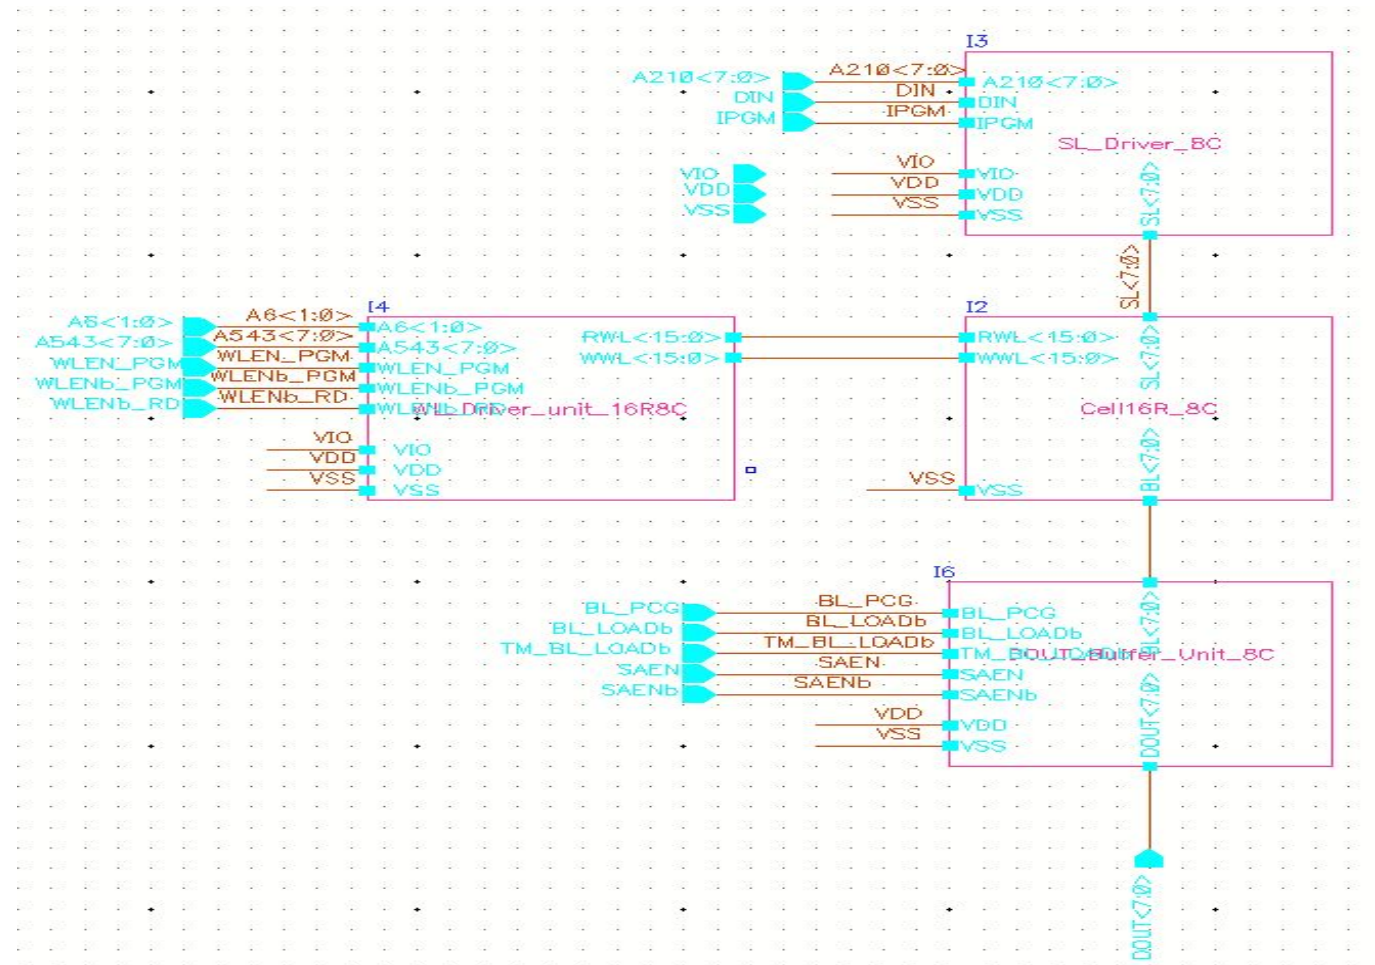 I3
A210<7:0> A210<7:0> A210<7:0>
DIN DIN DIN
IPGM IPGM IPGM
SL_Driver_8C
VIO VIO VIO
VDD VDD VDD
VSS VSS VSS
SL<7:0>
SL<7:0>
I4
A6<1:0> A6<1:0> A6<1:0>
A543<7:0> A543<7:0> A543<7:0>
WLEN_PGM WLEN_PGM WLEN_PGM
WLENb_PGM WLENb_PGM WLENb_PGM
WLENb_RD WLENb_RD WLENb_RD
WL_Driver_unit_16R8C
RWL<15:0>
WWL<15:0>
VIO VIO
VDD VDD
VSS VSS
I2
RWL<15:0>
WWL<15:0>
SL<7:0>
Cell16R_8C
BL<7:0>
VSS VSS
I6
BL_PCG BL_PCG BL_PCG
BL_LOADb BL_LOADb BL_LOADb
TM_BL_LOADb TM_BL_LOADb TM_BL_LOADb
DOUT_Buffer_Unit_8C
SAEN SAEN SAEN
SAENb SAENb SAENb
BL<7:0>
VDD VDD
VSS VSS
DOUT<7:0>
DOUT<7:0>